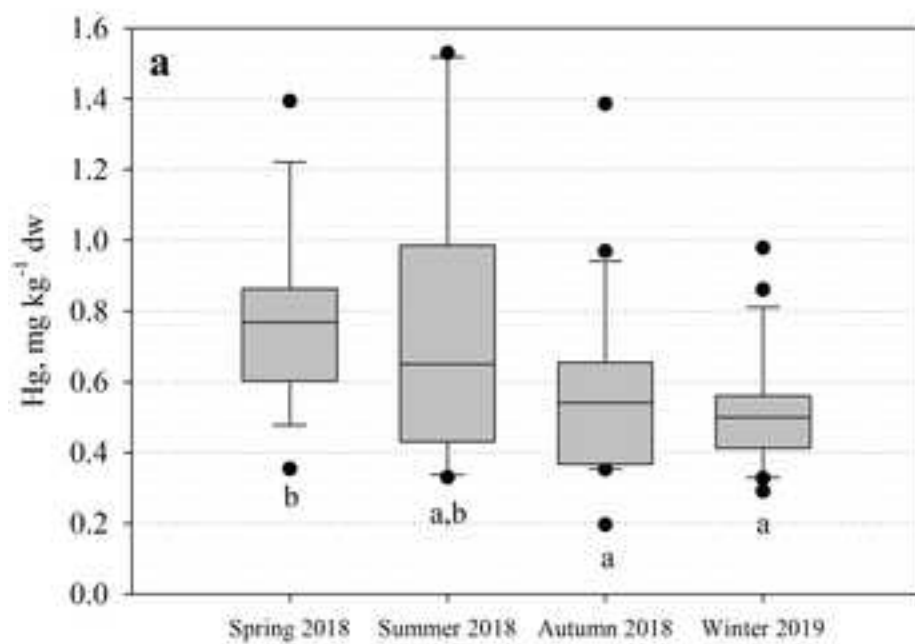 a
1.6
1.4
1.2
1.0
0.8
0.6
0.4
0.2
0.0
Hg, mg kg⁻¹ dw
b
a,b
a
a
Spring 2018
Summer 2018
Autumn 2018
Winter 2019